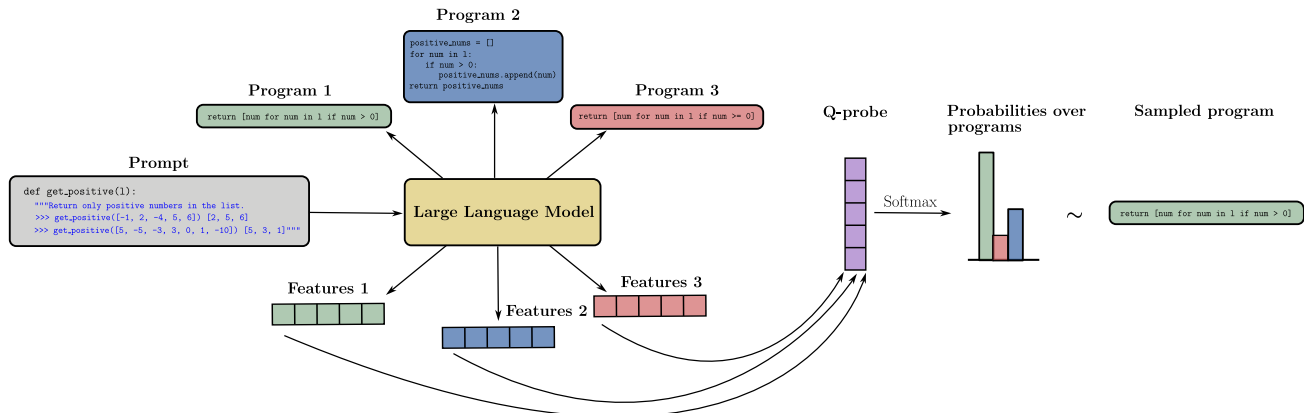 Program 2
positive_nums = []
for num in l:
if num > 0:
positive_nums.append(num)
return positive_nums
Program 1
return [num for num in l if num > 0]
Program 3
return [num for num in l if num >= 0]
Prompt
def get_positive(l):
"""Return only positive numbers in the list.
>>> get_positive([-1, 2, -4, 5, 6]) [2, 5, 6]
>>> get_positive([5, -5, -3, 3, 0, 1, -10]) [5, 3, 1]"""
Large Language Model
Features 1
Features 2
Features 3
Q-probe
Softmax
Probabilities over
programs
~
Sampled program
return [num for num in l if num > 0]